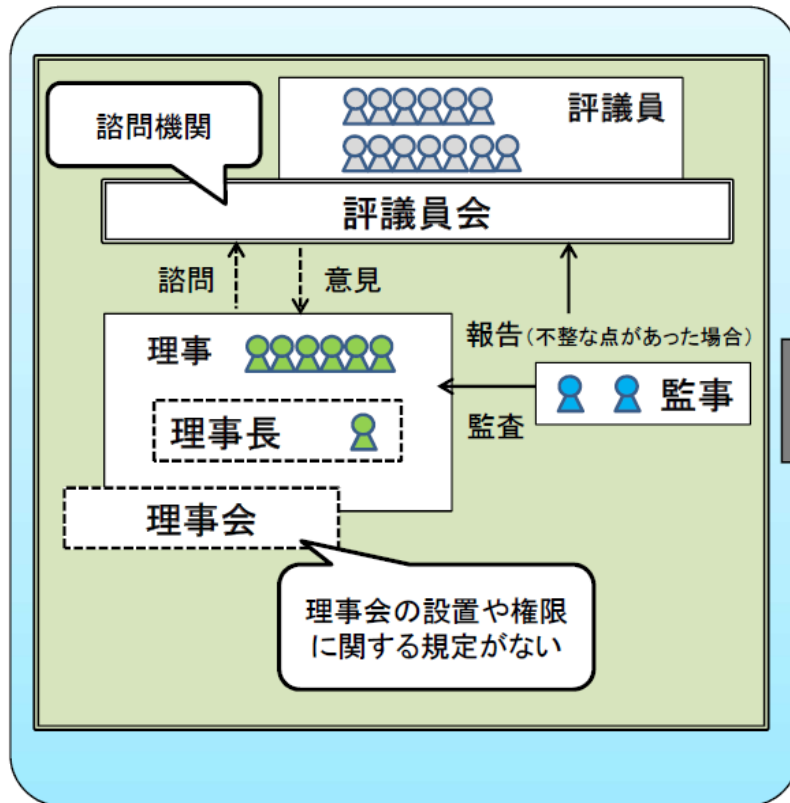 諮問機関
評議員
評議員会
諮問
意見
理事
報告(不整な点があった場合)
監事
監査
理事長
理事会
理事会の設置や権限
に関する規定がない